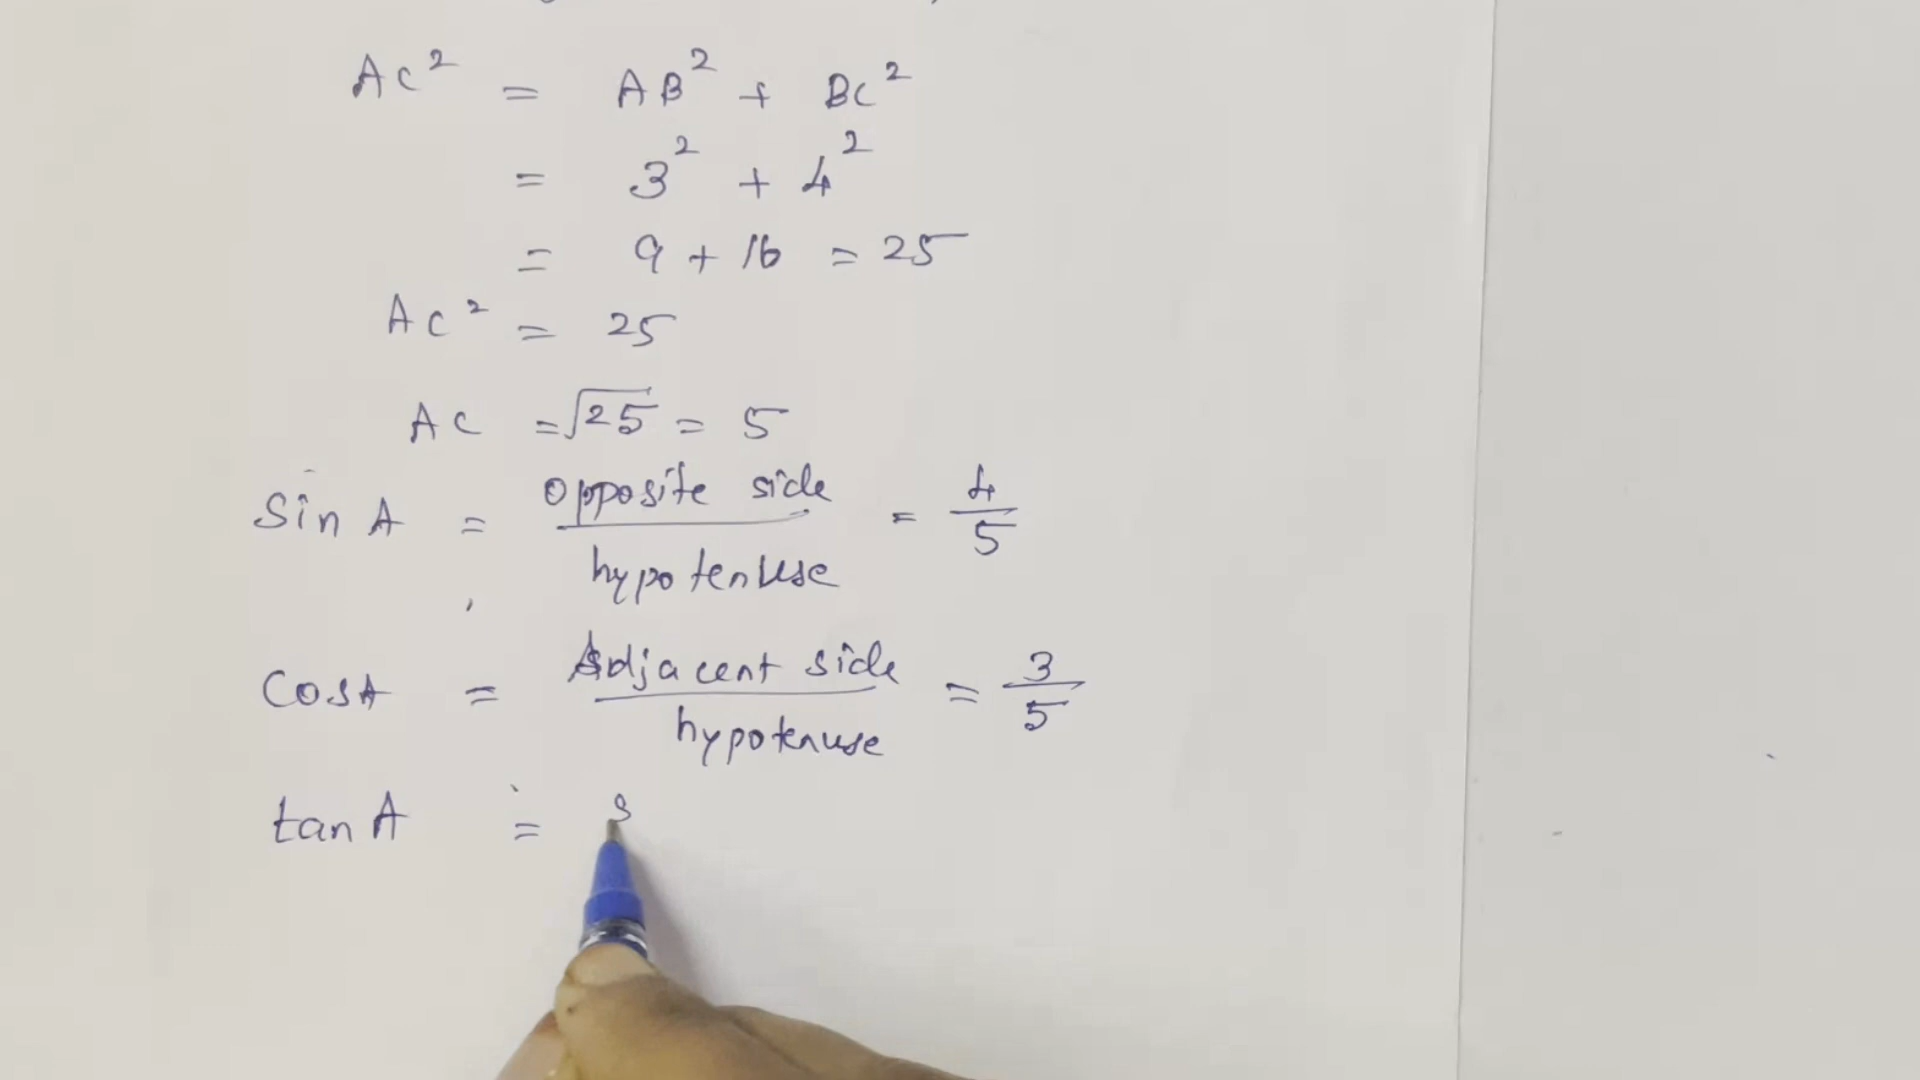 AC² = AB² + BC²
= 3² + 4²
= 9 + 16 = 25
AC² = 25
AC = √25 = 5
Sin A = opposite side / hypotenuse = 4/5
CosA = Adjacent side / hypotenuse = 3/5
tan A = s